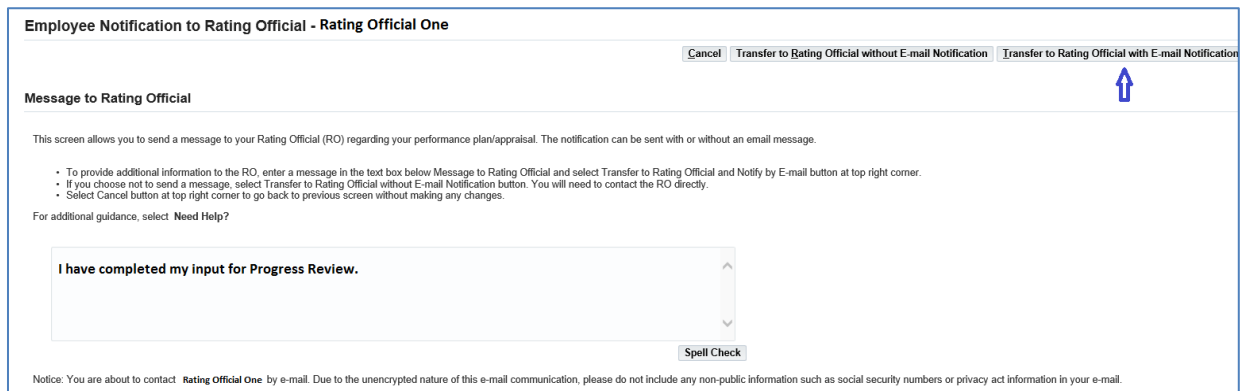 Employee Notification to Rating Official - Rating Official One
Cancel Transfer to Rating Official without E-mail Notification Transfer to Rating Official with E-mail Notification
Message to Rating Official
This screen allows you to send a message to your Rating Official (RO) regarding your performance plan/appraisal. The notification can be sent with or without an email message.
• To provide additional information to the RO, enter a message in the text box below Message to Rating Official and select Transfer to Rating Official and Notify by E-mail button at top right corner.
• If you choose not to send a message, select Transfer to Rating Official without E-mail Notification button. You will need to contact the RO directly.
• Select Cancel button at top right corner to go back to previous screen without making any changes.
For additional guidance, select Need Help?
I have completed my input for Progress Review.
Spell Check
Notice: You are about to contact Rating Official One by e-mail. Due to the unencrypted nature of this e-mail communication, please do not include any non-public information such as social security numbers or privacy act information in your e-mail.